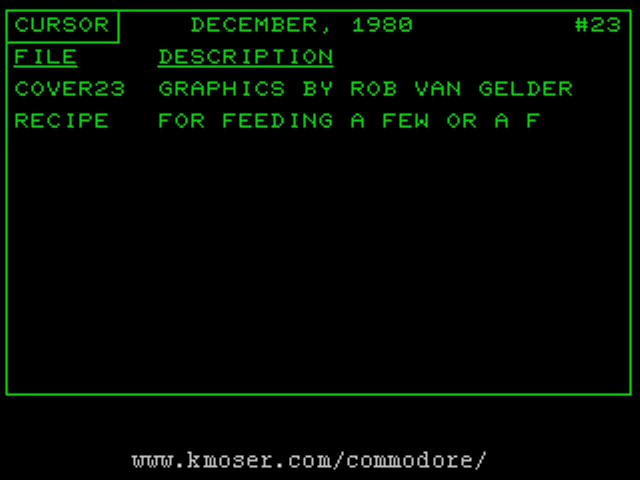 CURSOR DECEMBER, 1980 #23
FILE DESCRIPTION
COVER23 GRAPHICS BY ROB VAN GELDER
RECIPE FOR FEEDING A FEW OR A F
www.kmoser.com/commodore/